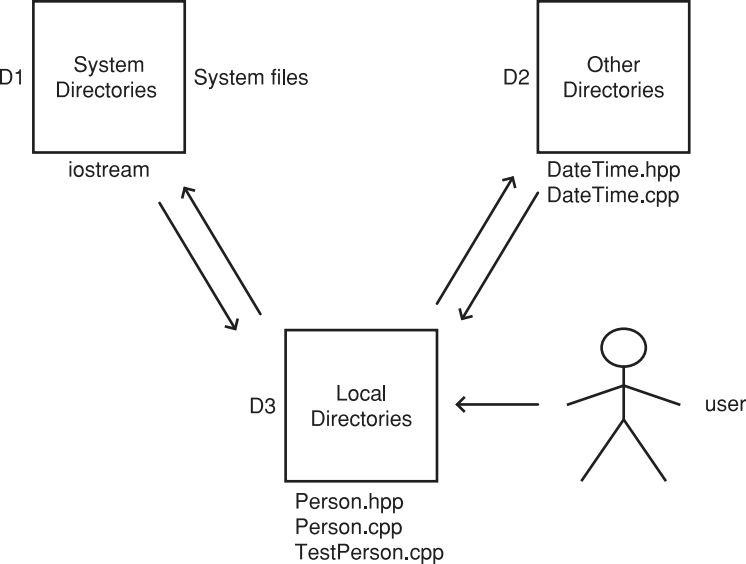 D1
System
Directories
System files
iostream
D2
Other
Directories
DateTime.hpp
DateTime.cpp
D3
Local
Directories
user
Person.hpp
Person.cpp
TestPerson.cpp